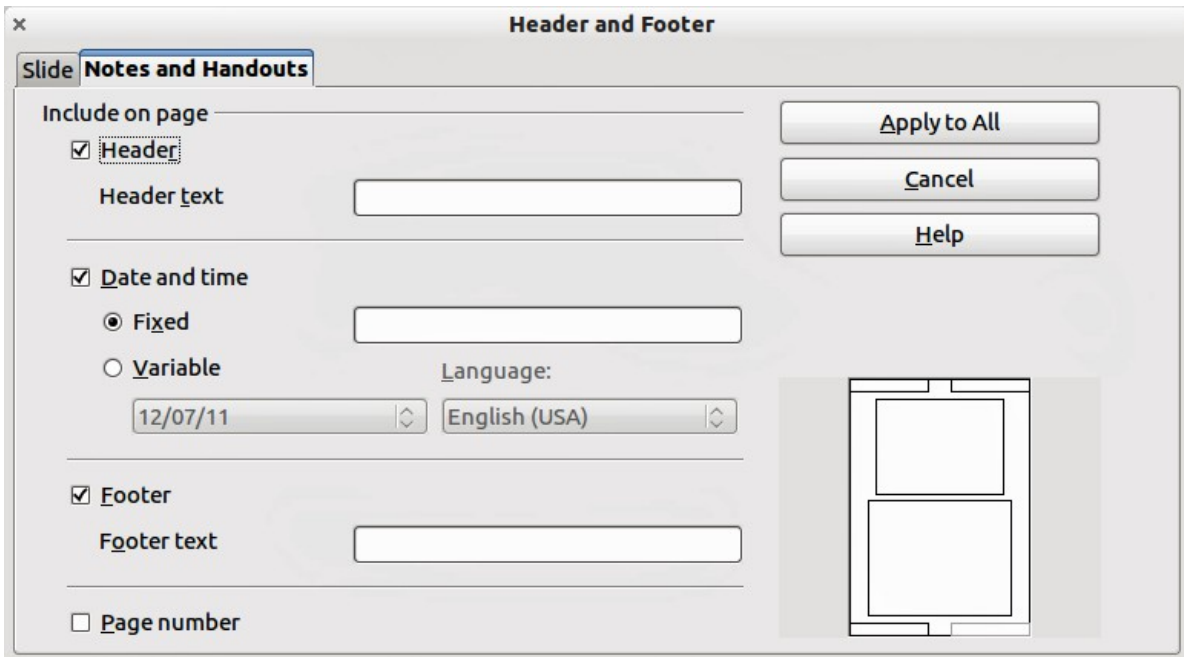 Header and Footer
Slide Notes and Handouts
Include on page
Header
Header text
Date and time
Fixed
Variable
Language:
12/07/11 English (USA)
Footer
Footer text
Page number
Apply to All
Cancel
Help